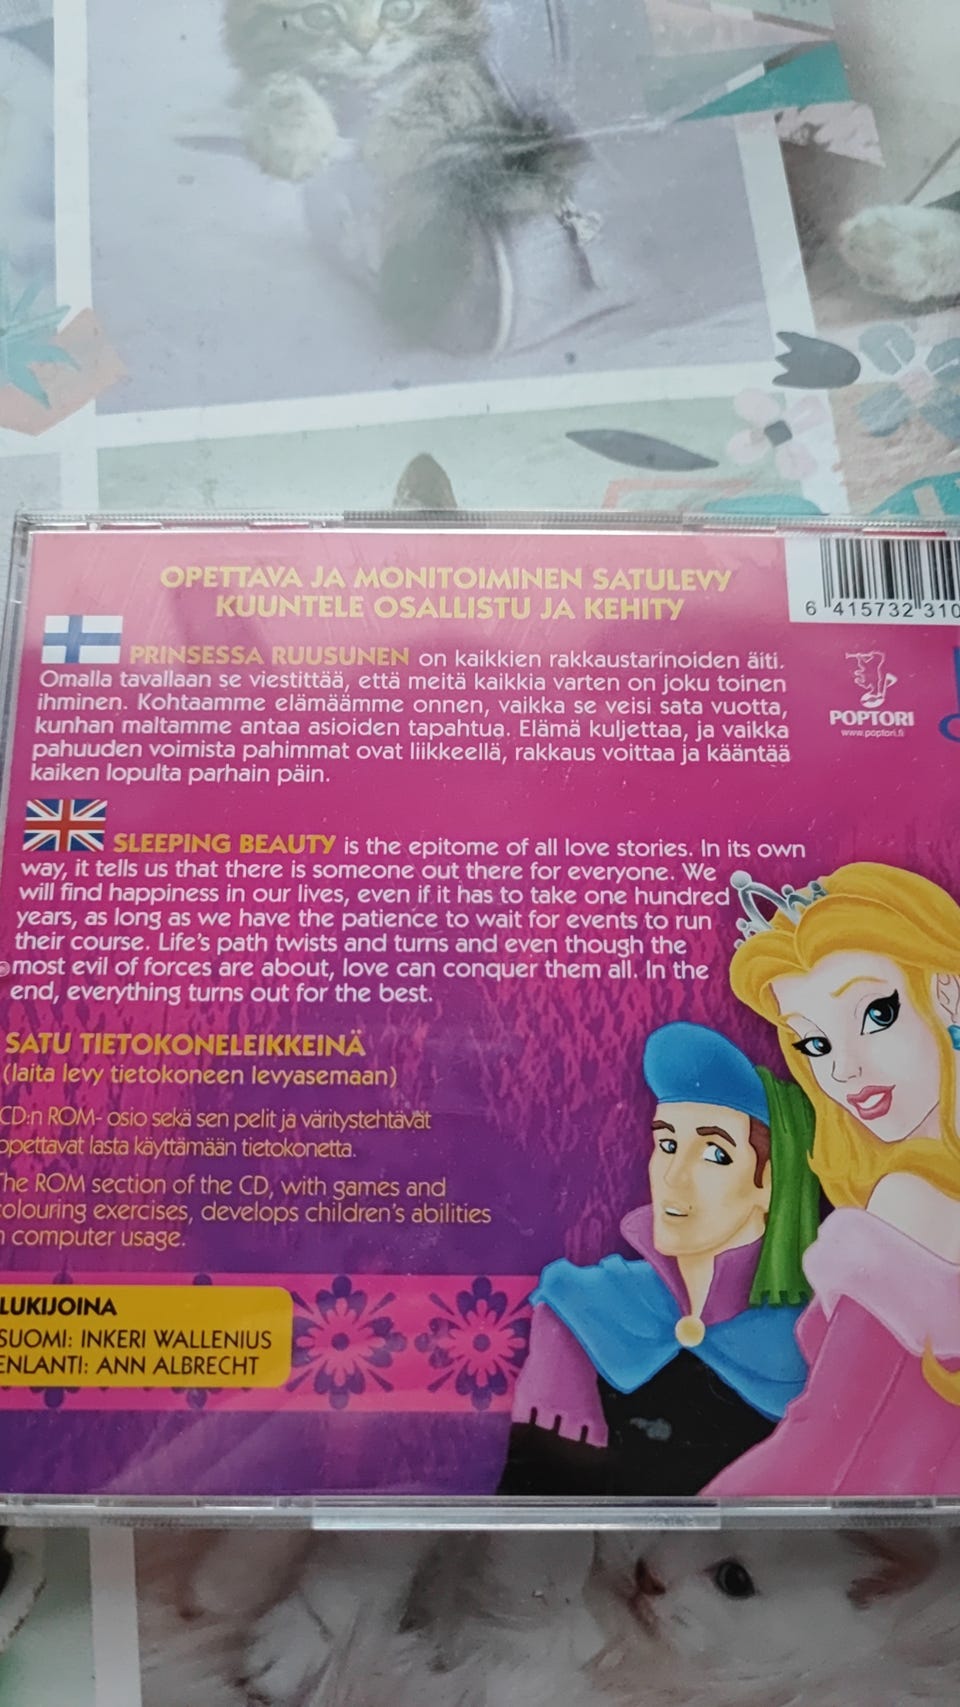 OPETTAVA JA MONITOIMINEN SATULEVY
KUUNTELE OSALLISTU JA KEHITY
6 415732 310
PRINSESSA RUUSUNEN on kaikkien rakkaustarinoiden äiti.
Omalla tavallaan se viestittää, että meitä kaikkia varten on joku toinen
ihminen. Kohtaamme elämäämme onnen, vaikka se veisi sata vuotta,
kunhan maltamme antaa asioiden tapahtua. Elämä kuljettaa, ja vaikka
pahuuden voimista pahimmat ovat liikkeellä, rakkaus voittaa ja kääntää
kaiken lopulta parhain päin.
POPTORI
www.poptori.fi
SLEEPING BEAUTY is the epitome of all love stories. In its own
way, it tells us that there is someone out there for everyone. We
will find happiness in our lives, even if it has to take one hundred
years, as long as we have the patience to wait for events to run
their course. Life's path twists and turns and even though the
most evil of forces are about, love can conquer them all. In the
end, everything turns out for the best.
SATU TIETOKONELEIKKEINÄ
(laita levy tietokoneen levyasemaan)
CD:n ROM- osio sekä sen pelit ja väritystehtävät
opettavat lasta käyttämään tietokonetta.
The ROM section of the CD, with games and
colouring exercises, develops children's abilities
n computer usage.
LUKIJOINA
SUOMI: INKERI WALLENIUS
ENLANTI: ANN ALBRECHT